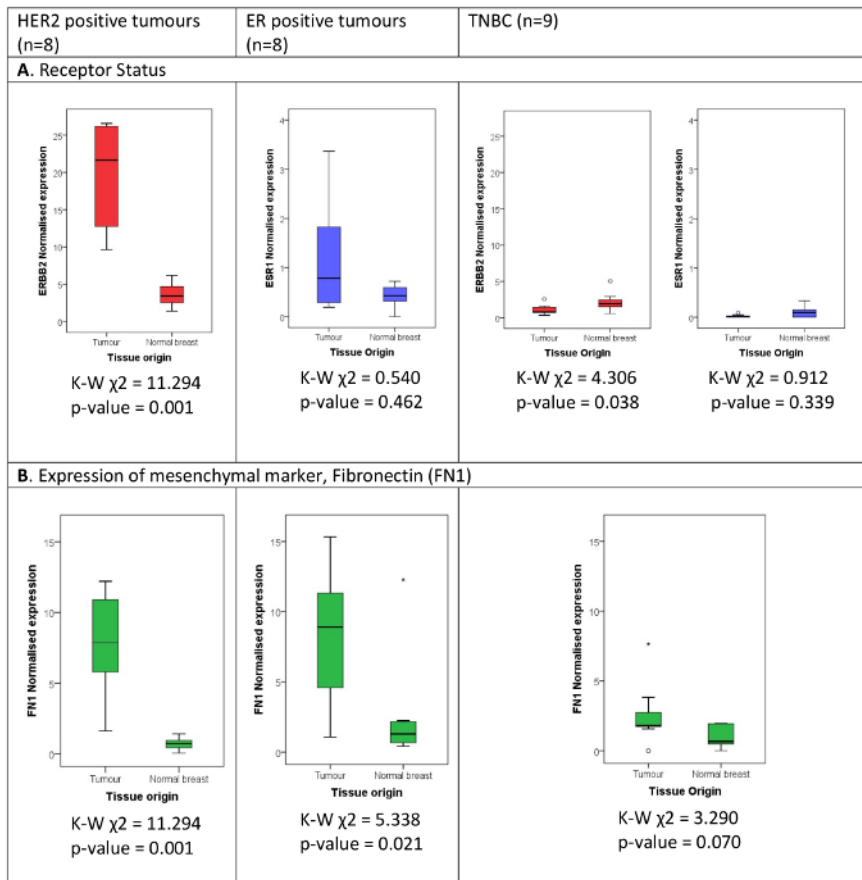 HER2 positive tumours
(n=8)
ER positive tumours
(n=8)
TNBC (n=9)
A. Receptor Status
ERBB2 Normalised expression
25
20
15
10
5
0
Tumour
Normal breast
Tissue origin
K-W χ2 = 11.294
p-value = 0.001
ESR1 Normalised expression
4
3
2
1
0
Tumour
Normal breast
Tissue Origin
K-W χ2 = 0.540
p-value = 0.462
ERBB2 Normalised expression
25
20
15
10
5
0
Tumour
Normal breast
Tissue Origin
K-W χ2 = 4.306
p-value = 0.038
ESR1 Normalised expression
4
3
2
1
0
Tumour
Normal breast
Tissue Origin
K-W χ2 = 0.912
p-value = 0.339
B. Expression of mesenchymal marker, Fibronectin (FN1)
FN1 Normalised expression
15
10
5
0
Tumour
Normal breast
Tissue origin
K-W χ2 = 11.294
p-value = 0.001
FN1 Normalised expression
15
10
5
0
Tumour
Normal breast
Tissue origin
K-W χ2 = 5.338
p-value = 0.021
FN1 Normalised expression
15
10
5
0
Tumour
Normal breast
Tissue Origin
K-W χ2 = 3.290
p-value = 0.070